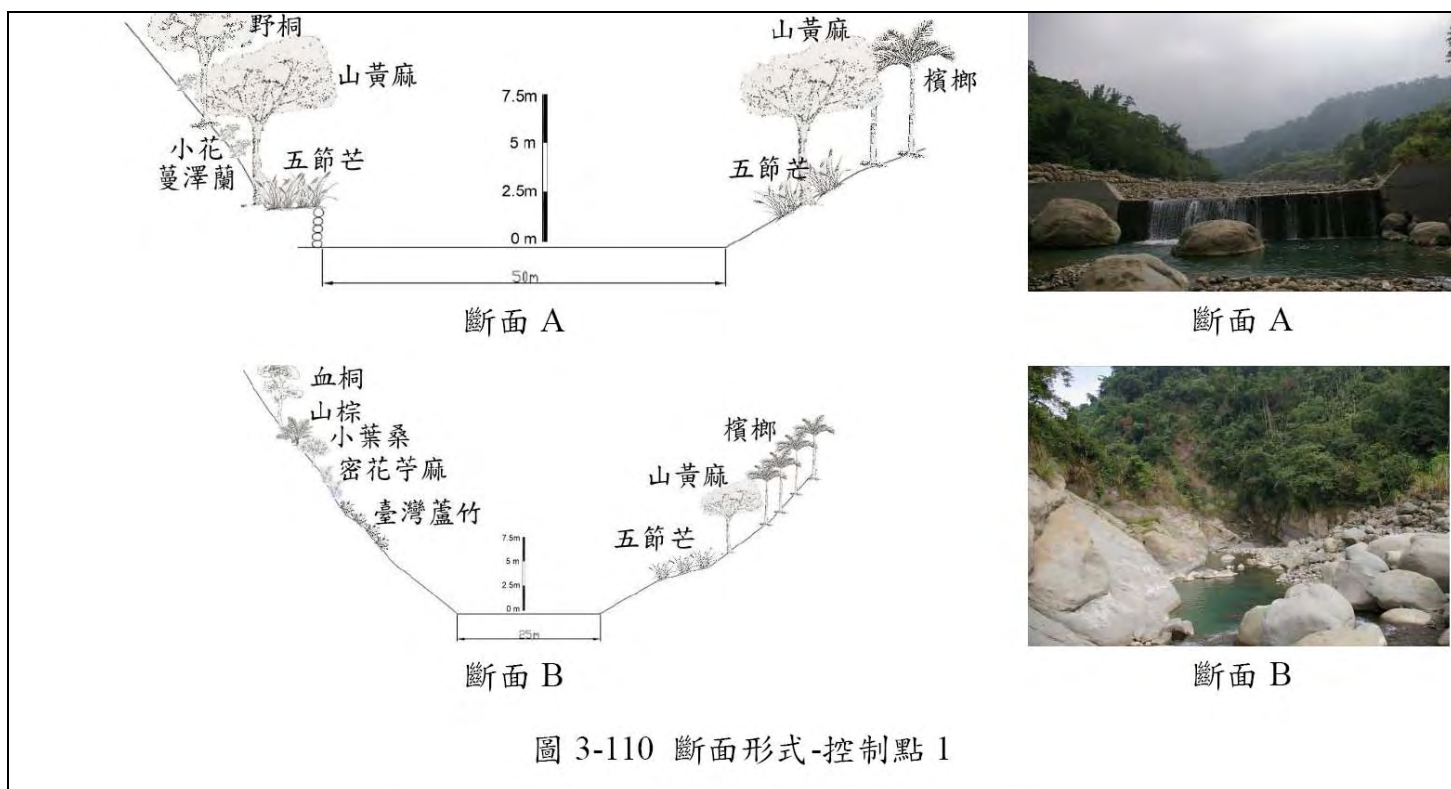 野桐
山黃麻
小花
蔓澤蘭
五節芒
7.5m
5 m
2.5m
0 m
山黃麻
檳榔
五節芒
50m
斷面 A
斷面 A
血桐
山棕
小葉桑
密花苧麻
臺灣蘆竹
7.5m
5 m
2.5m
0 m
檳榔
山黃麻
五節芒
25m
斷面 B
斷面 B
圖 3-110 斷面形式-控制點 1